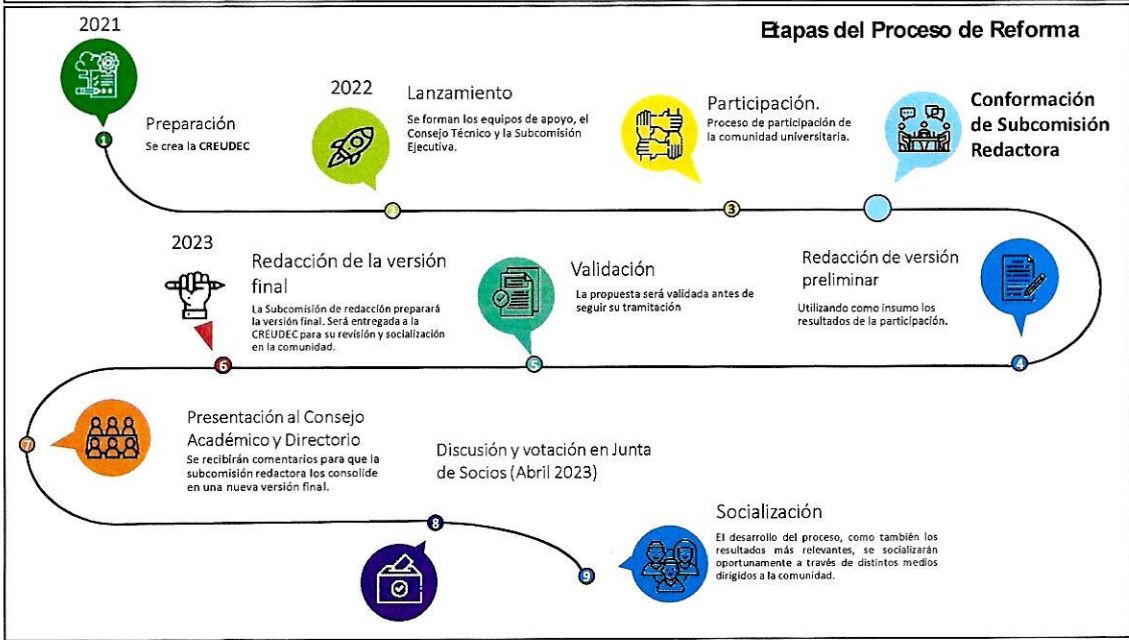 Etapas del Proceso de Reforma
2021
1
Preparación
Se crea la CREUDEC
2022
Lanzamiento
Se forman los equipos de apoyo, el
Consejo Técnico y la Subcomisión
Ejecutiva.
2
Participación.
Proceso de participación de
la comunidad universitaria.
3
Conformación
de Subcomisión
Redactora
Redacción de versión
preliminar
Utilizando como insumo los
resultados de la participación.
4
Validación
La propuesta será validada antes de
seguir su tramitación
5
2023
Redacción de la versión
final
La Subcomisión de redacción preparará
la versión final. Será entregada a la
CREUDEC para su revisión y socialización
en la comunidad.
6
7
Presentación al Consejo
Académico y Directorio
Se recibirán comentarios para que la
subcomisión redactora los consolide
en una nueva versión final.
Discusión y votación en Junta
de Socios (Abril 2023)
8
Socialización
El desarrollo del proceso, como también los
resultados más relevantes, se socializarán
oportunamente a través de distintos medios
dirigidos a la comunidad.
9